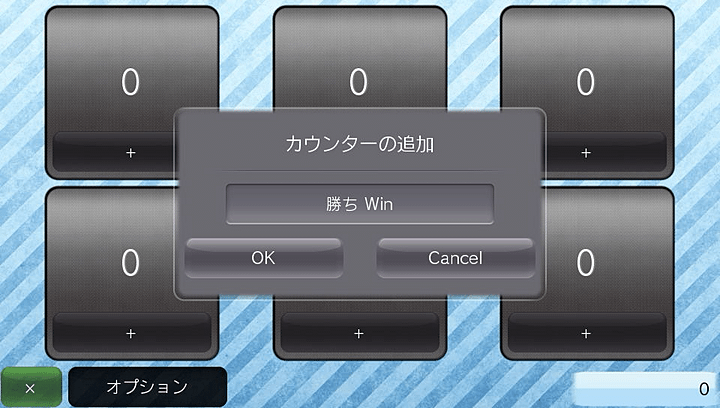 0 0 0
+ +
カウンターの追加
勝ち Win
OK Cancel
0 0
+ + +
× オプション 0